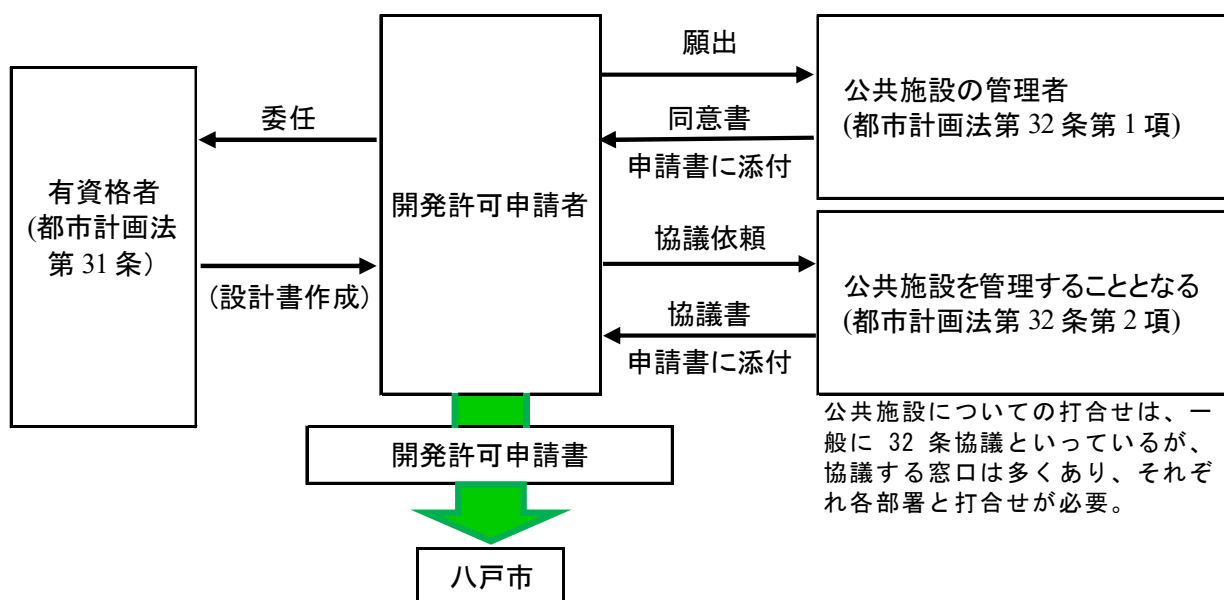 願出
公共施設の管理者
(都市計画法第 32 条第 1 項)
委任
同意書
申請書に添付
有資格者
(都市計画法
第 31 条)
開発許可申請者
協議依頼
(設計書作成)
公共施設を管理することとなる
(都市計画法第 32 条第 2 項)
協議書
申請書に添付
公共施設についての打合せは、一
般に 32 条協議といっているが、
協議する窓口は多くあり、それぞ
れ各部署と打合せが必要。
開発許可申請書
八戸市